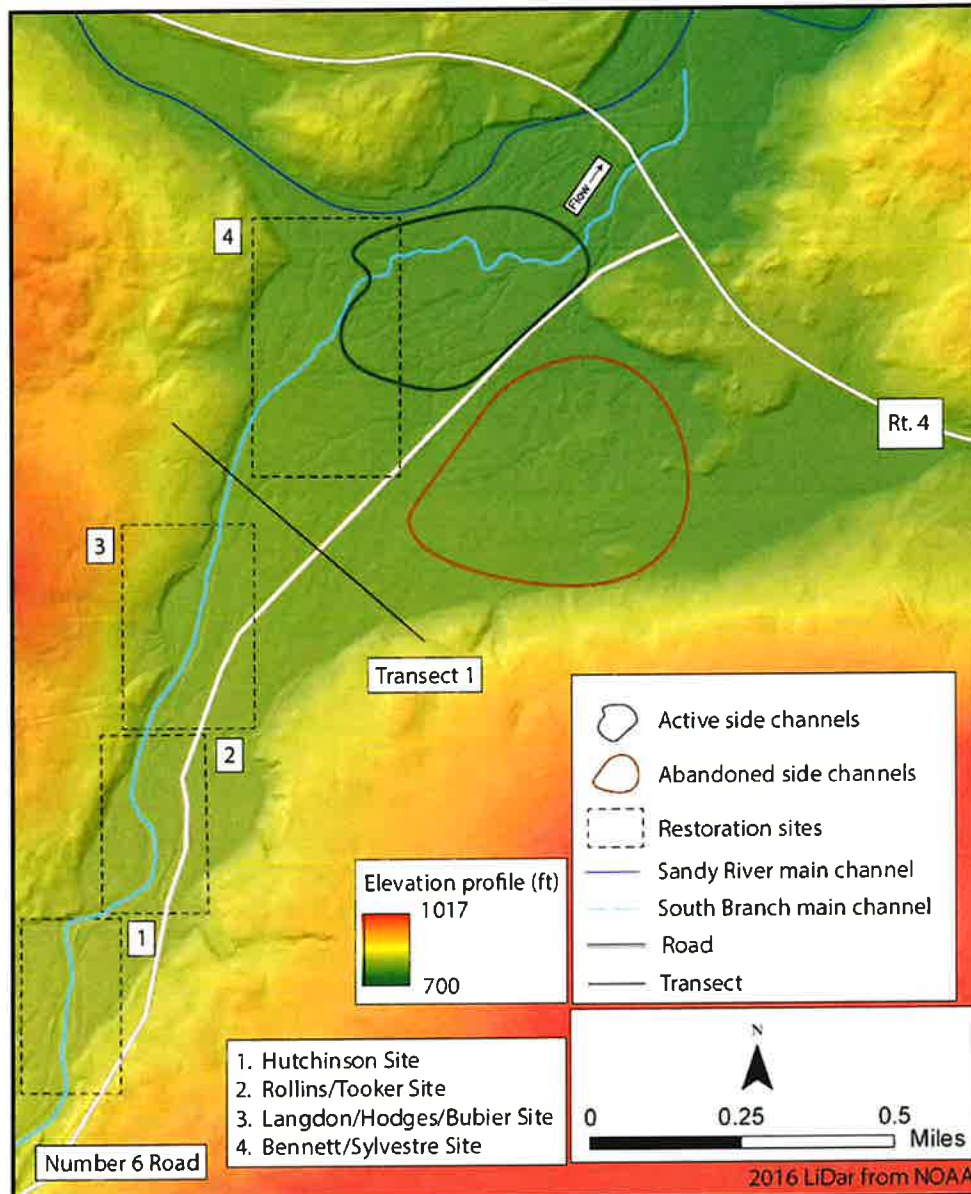 4
Flow →
Rt. 4
3
Transect 1
2
1
Active side channels
Abandoned side channels
Restoration sites
Sandy River main channel
South Branch main channel
Road
Transect
Elevation profile (ft)
1017
700
1. Hutchinson Site
2. Rollins/Tooker Site
3. Langdon/Hodges/Bubier Site
4. Bennett/Sylvestre Site
N
0 0.25 0.5
Miles
Number 6 Road
2016 LiDar from NOAA